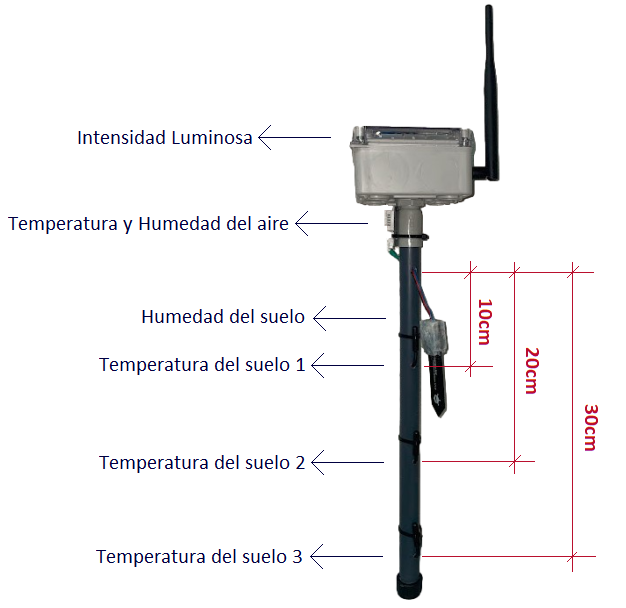 Intensidad Luminosa
Temperatura y Humedad del aire
Humedad del suelo
Temperatura del suelo 1
Temperatura del suelo 2
Temperatura del suelo 3
10cm
20cm
30cm